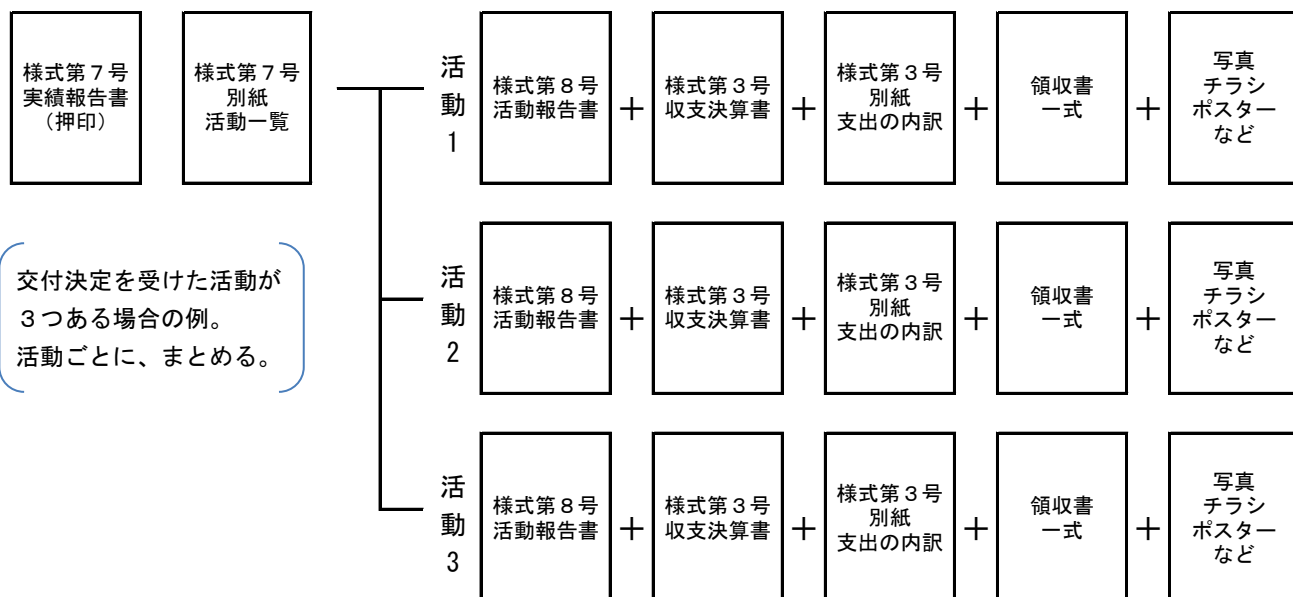 様式第７号
実績報告書
（押印）
様式第７号
別紙
活動一覧
活
動
1
様式第８号
活動報告書
＋
様式第３号
収支決算書
＋
様式第３号
別紙
支出の内訳
＋
領収書
一式
＋
写真
チラシ
ポスター
など
交付決定を受けた活動が
３つある場合の例。
活動ごとに、まとめる。
活
動
2
様式第８号
活動報告書
＋
様式第３号
収支決算書
＋
様式第３号
別紙
支出の内訳
＋
領収書
一式
＋
写真
チラシ
ポスター
など
活
動
3
様式第８号
活動報告書
＋
様式第３号
収支決算書
＋
様式第３号
別紙
支出の内訳
＋
領収書
一式
＋
写真
チラシ
ポスター
など